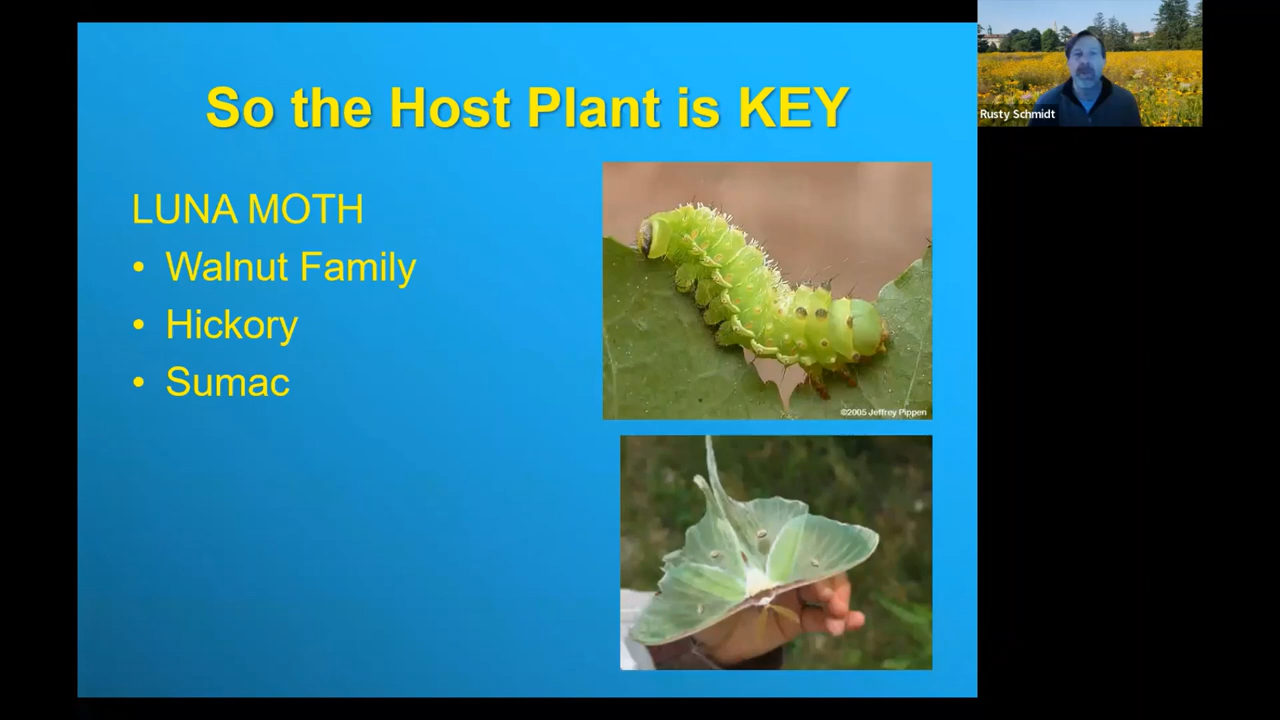 So the Host Plant is KEY
LUNA MOTH
• Walnut Family
• Hickory
• Sumac
©2005 Jeffrey Pippen
Rusty Schmidt